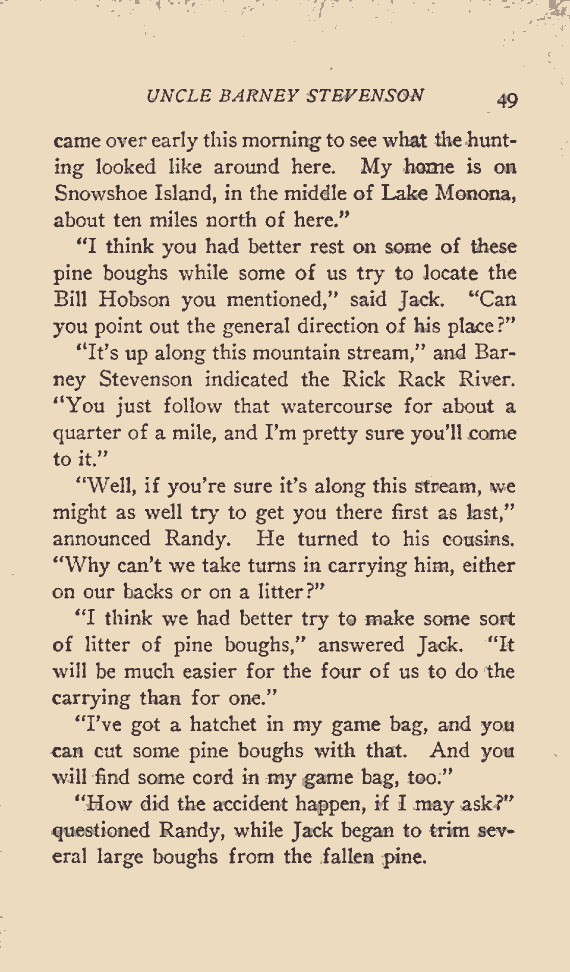 UNCLE BARNEY STEVENSON 49
came over early this morning to see what the hunt-
ing looked like around here. My home is on
Snowshoe Island, in the middle of Lake Monona,
about ten miles north of here.”
“I think you had better rest on some of these
pine boughs while some of us try to locate the
Bill Hobson you mentioned,” said Jack. “Can
you point out the general direction of his place?”
“It's up along this mountain stream,” and Bar-
ney Stevenson indicated the Rick Rack River.
“You just follow that watercourse for about a
quarter of a mile, and I'm pretty sure you'll come
to it.”
“Well, if you're sure it's along this stream, we
might as well try to get you there first as last,”
announced Randy. He turned to his cousins.
“Why can't we take turns in carrying him, either
on our backs or on a litter?”
“I think we had better try to make some sort
of litter of pine boughs,” answered Jack. “It
will be much easier for the four of us to do the
carrying than for one.”
“I've got a hatchet in my game bag, and you
can cut some pine boughs with that. And you
will find some cord in my game bag, too.”
“How did the accident happen, if I may ask?”
questioned Randy, while Jack began to trim sev-
eral large boughs from the fallen pine.